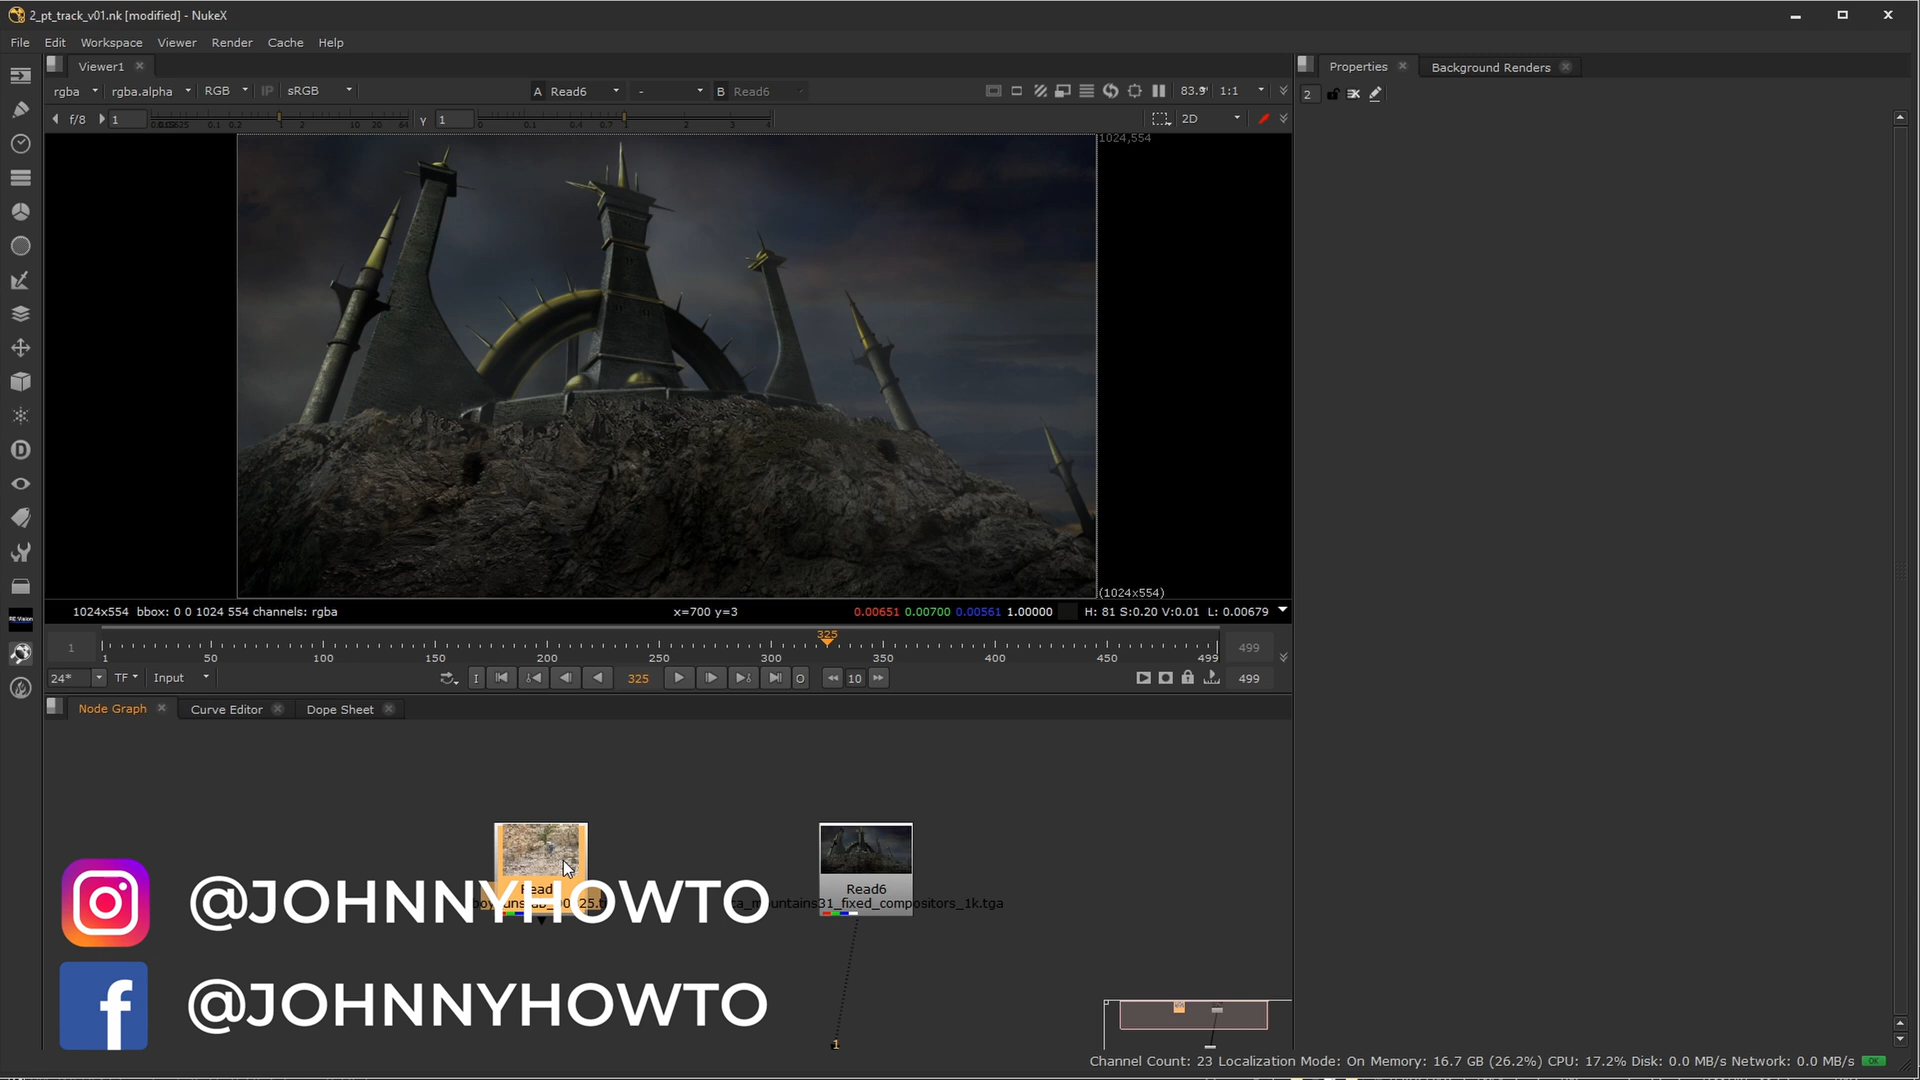 2_pt_track_v01.nk [modified] - NukeX
File Edit Workspace Viewer Render Cache Help
Viewer1
Properties Background Renders
rgba rgba.alpha RGB IP sRGB A Read6 - B Read6 83.9 1:1
2
f/8 1 y 1 2D
1024,554
(1024x554)
1024x554 bbox: 0 0 1024 554 channels: rgba x=700 y=3 0.00651 0.00700 0.00561 1.00000 H: 81 S:0.20 V:0.01 L: 0.00679
325
1 499
1 50 100 150 200 250 300 350 400 450 499
24* TF Input I 325 O 10 499
Node Graph Curve Editor Dope Sheet
Read Read6
a_mountains31_fixed_compositors_1k.tga
@JOHNNYHOWTO
@JOHNNYHOWTO
1
Channel Count: 23 Localization Mode: On Memory: 16.7 GB (26.2%) CPU: 17.2% Disk: 0.0 MB/s Network: 0.0 MB/s OK